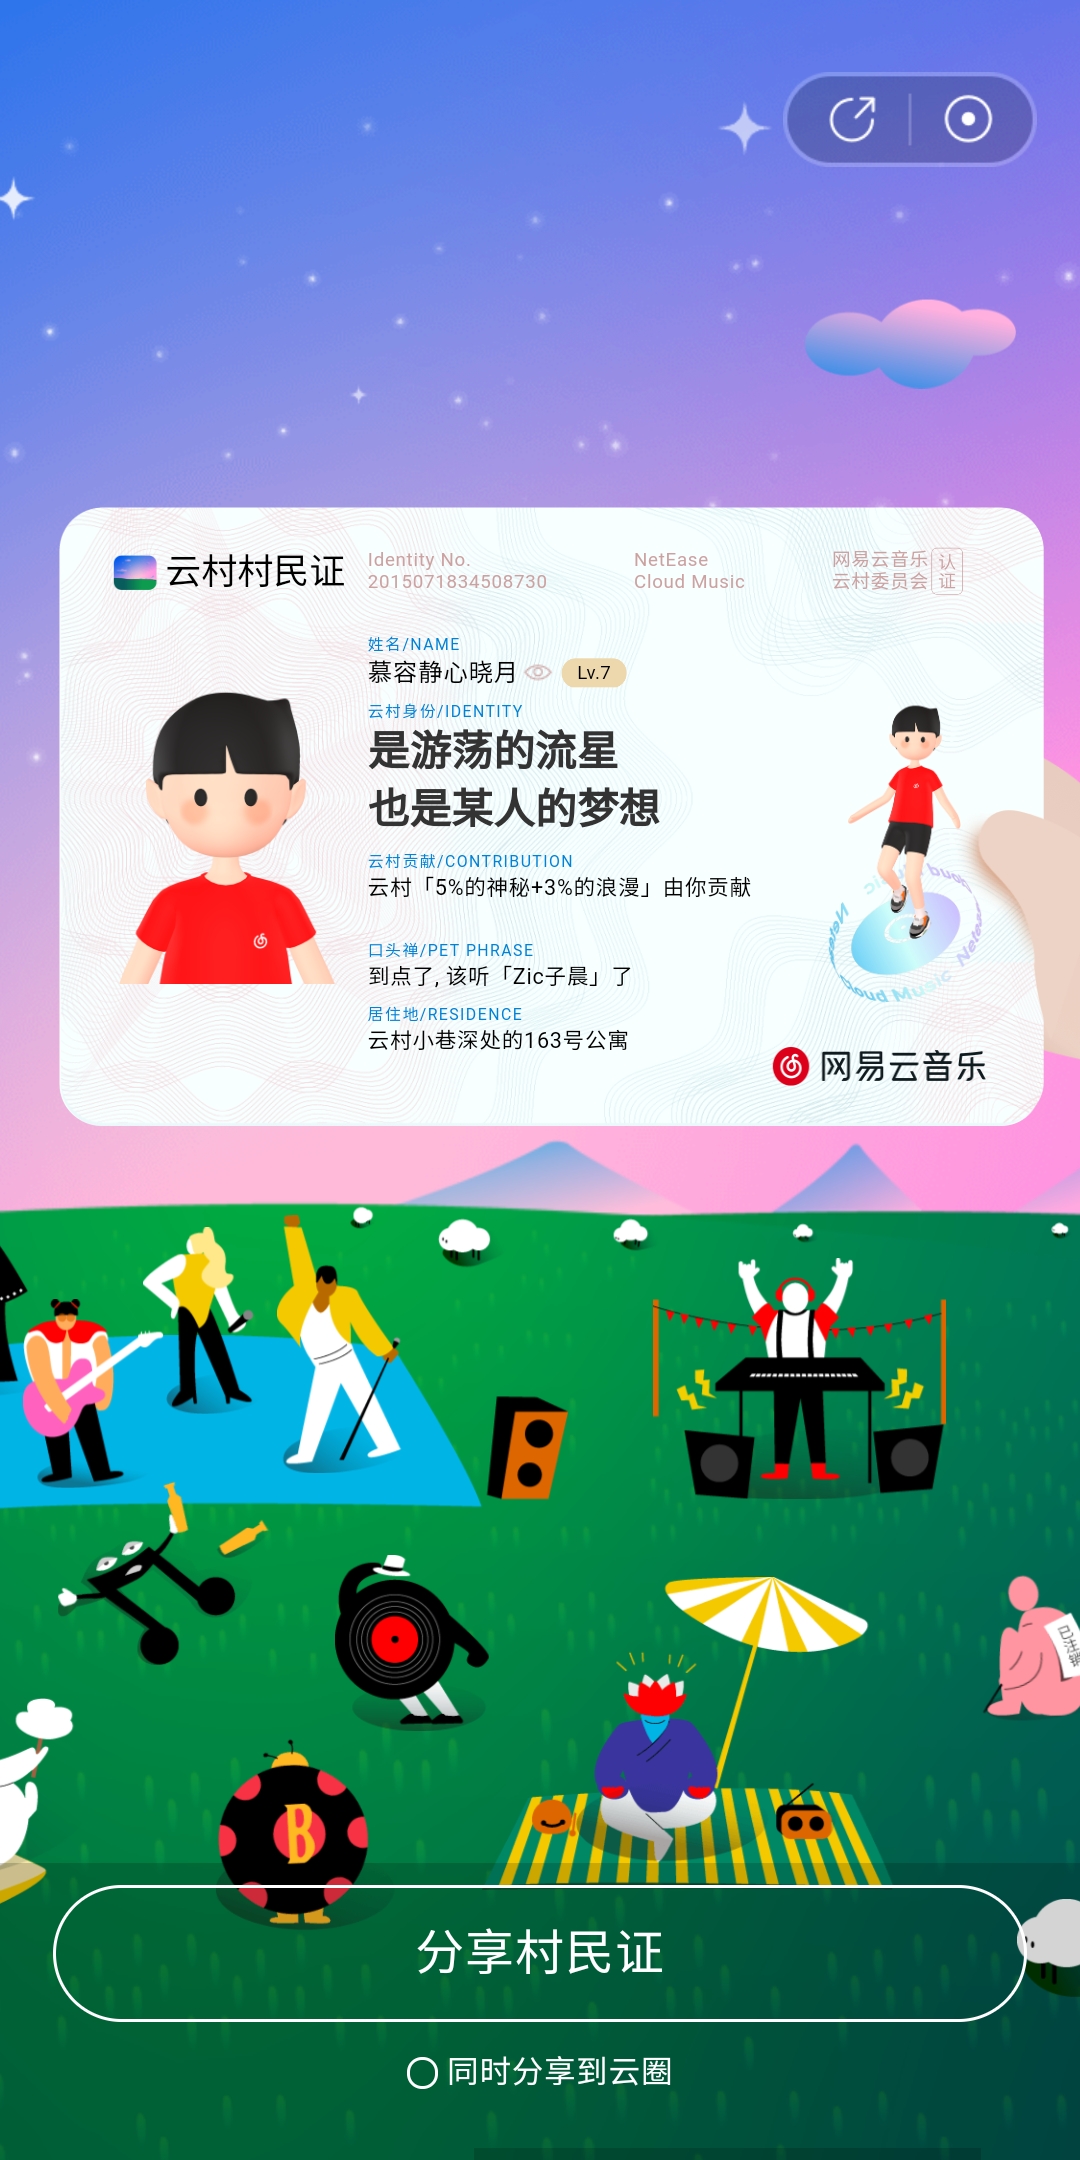 云村村民证
Identity No.
2015071834508730
NetEase
Cloud Music
网易云音乐
云村委员会
认证
姓名/NAME
慕容静心晓月
Lv.7
云村身份/IDENTITY
是游荡的流星
也是某人的梦想
云村贡献/CONTRIBUTION
云村「5%的神秘+3%的浪漫」由你贡献
口头禅/PET PHRASE
到点了, 该听「Zic子晨」了
居住地/RESIDENCE
云村小巷深处的163号公寓
Cloud Music
网易云音乐
已注销
B
分享村民证
同时分享到云圈